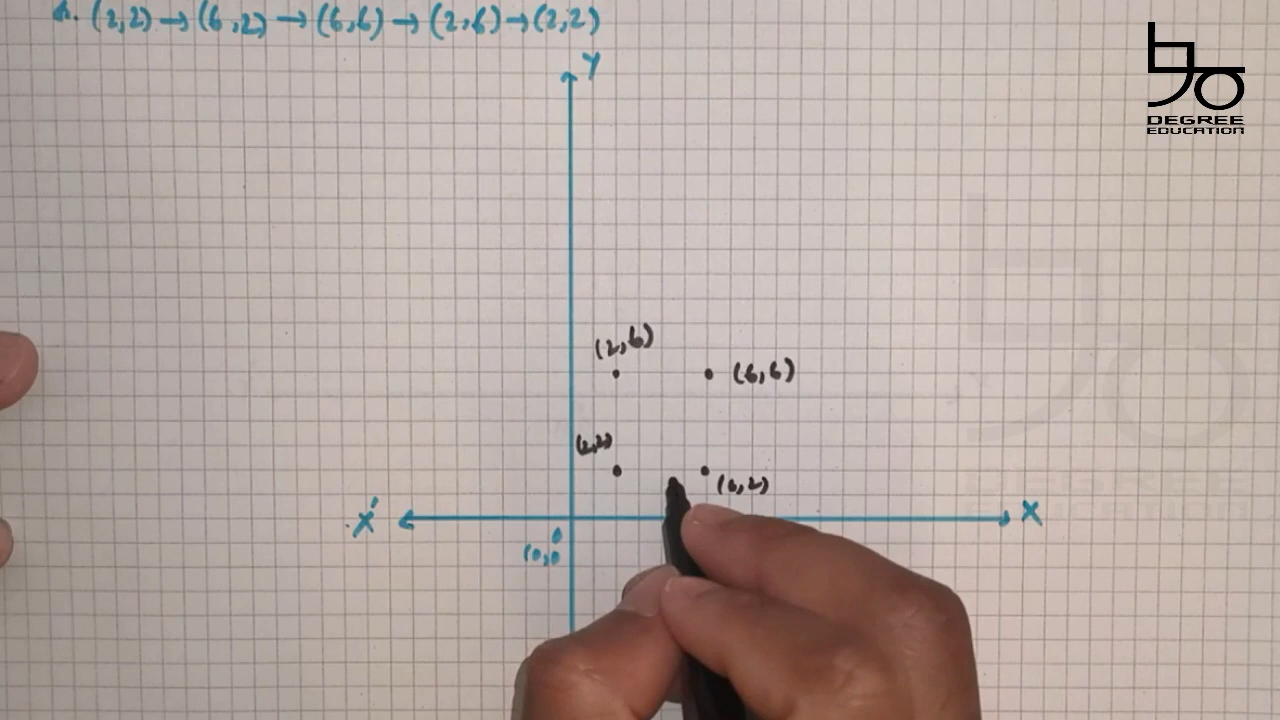 a. (2,2) → (6,2) → (6,6) → (2,6) → (2,2)
Y
DEGREE
EDUCATION
(2,6)
(6,6)
(2,2)
(6,2)
X'
X
0
(0,0